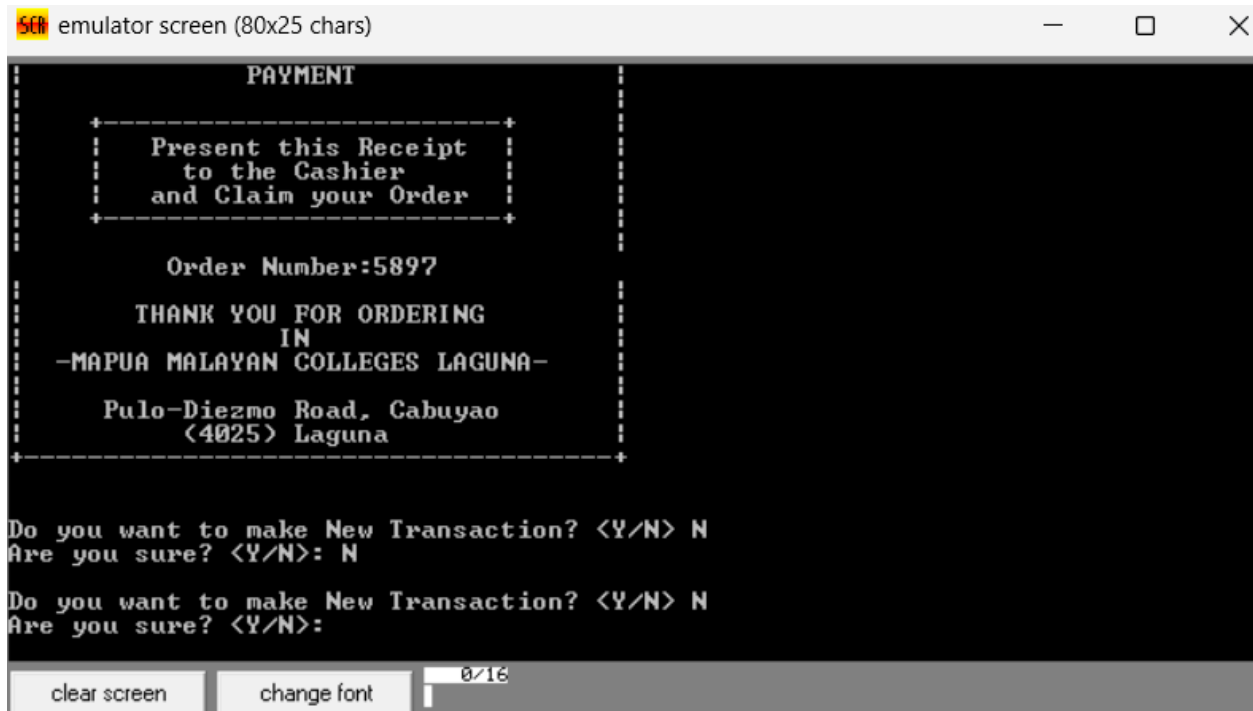 SCR emulator screen (80x25 chars)
PAYMENT
Present this Receipt
to the Cashier
and Claim your Order
Order Number:5897
THANK YOU FOR ORDERING
IN
-MAPUA MALAYAN COLLEGES LAGUNA-
Pulo-Diezmo Road, Cabuyao
(4025) Laguna
Do you want to make New Transaction? (Y/N) N
Are you sure? (Y/N): N
Do you want to make New Transaction? (Y/N) N
Are you sure? (Y/N):
clear screen change font 0/16